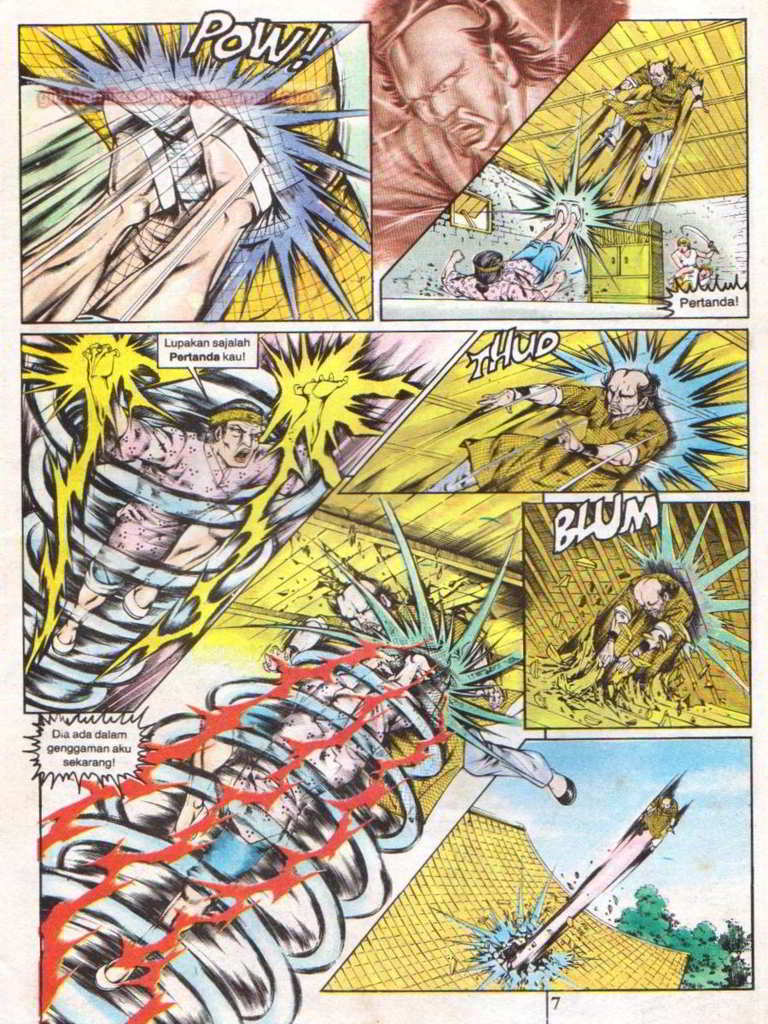 POW!
Pertanda!
Lupakan sajalah
Pertanda kau!
THUD
BLUM
Dia ada dalam
genggaman aku
sekarang!
7